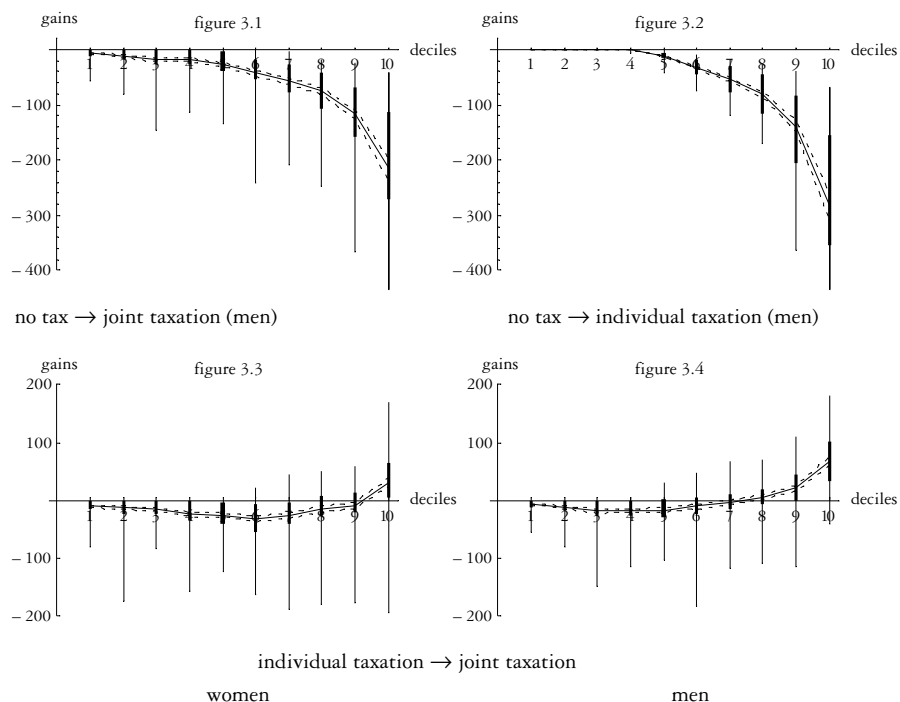 gains
figure 3.1
deciles
1 2 3 4 5 6 7 8 9 10
– 100
– 200
– 300
– 400
no tax → joint taxation (men)
gains
figure 3.2
deciles
1 2 3 4 5 6 7 8 9 10
– 100
– 200
– 300
– 400
no tax → individual taxation (men)
gains
figure 3.3
200
100
deciles
1 2 3 4 5 6 7 8 9 10
– 100
– 200
gains
figure 3.4
200
100
deciles
1 2 3 4 5 6 7 8 9 10
– 100
– 200
individual taxation → joint taxation
women
men